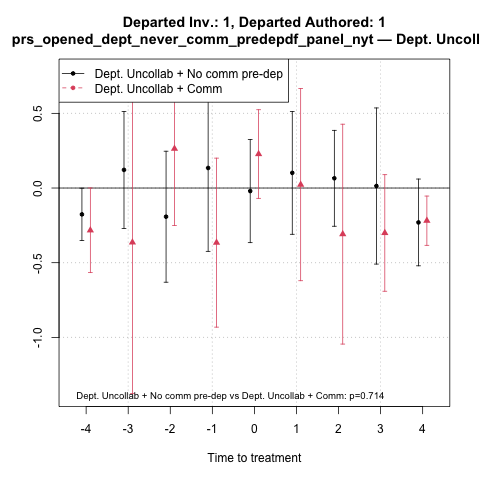 Departed Inv.: 1, Departed Authored: 1
prs_opened_dept_never_comm_predepdf_panel_nyt — Dept. Uncoll
Dept. Uncollab + No comm pre-dep
Dept. Uncollab + Comm
0.5
0.0
-0.5
-1.0
Dept. Uncollab + No comm pre-dep vs Dept. Uncollab + Comm: p=0.714
-4 -3 -2 -1 0 1 2 3 4
Time to treatment